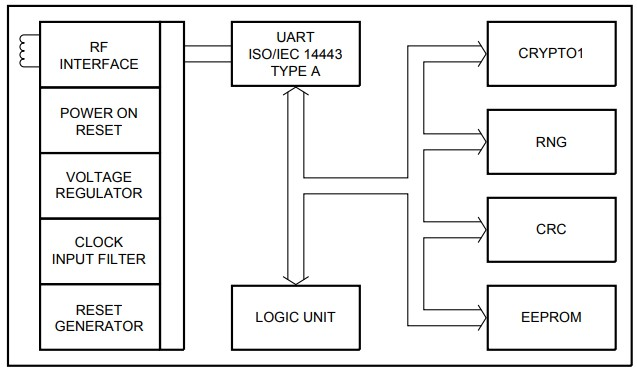 RF
INTERFACE
POWER ON
RESET
VOLTAGE
REGULATOR
CLOCK
INPUT FILTER
RESET
GENERATOR
UART
ISO/IEC 14443
TYPE A
LOGIC UNIT
CRYPTO1
RNG
CRC
EEPROM